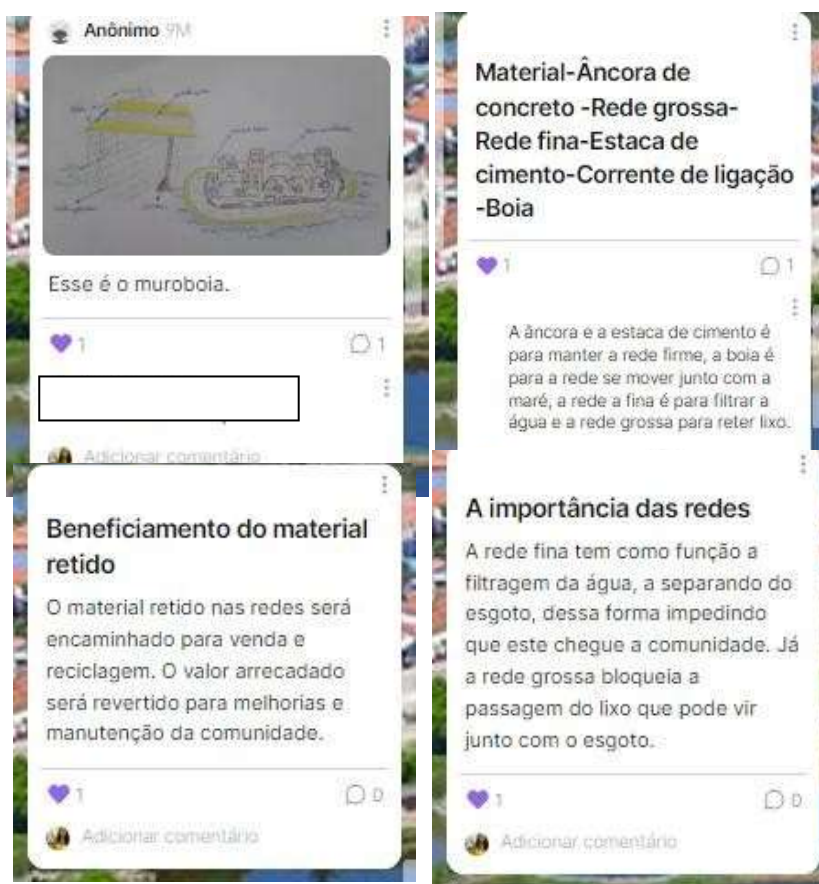 Anônimo 9M
Esse é o muroboia.
1
1
Adicionar comentário
Material-Âncora de
concreto -Rede grossa-
Rede fina-Estaca de
cimento-Corrente de ligação
-Boia
1
1
A âncora e a estaca de cimento é
para manter a rede firme, a boia é
para a rede se mover junto com a
maré, a rede a fina é para filtrar a
água e a rede grossa para reter lixo.
Beneficiamento do material
retido
O material retido nas redes será
encaminhado para venda e
reciclagem. O valor arrecadado
será revertido para melhorias e
manutenção da comunidade.
1
0
Adicionar comentário
A importância das redes
A rede fina tem como função a
filtragem da água, a separando do
esgoto, dessa forma impedindo
que este chegue a comunidade. Já
a rede grossa bloqueia a
passagem do lixo que pode vir
junto com o esgoto.
1
0
Adicionar comentário